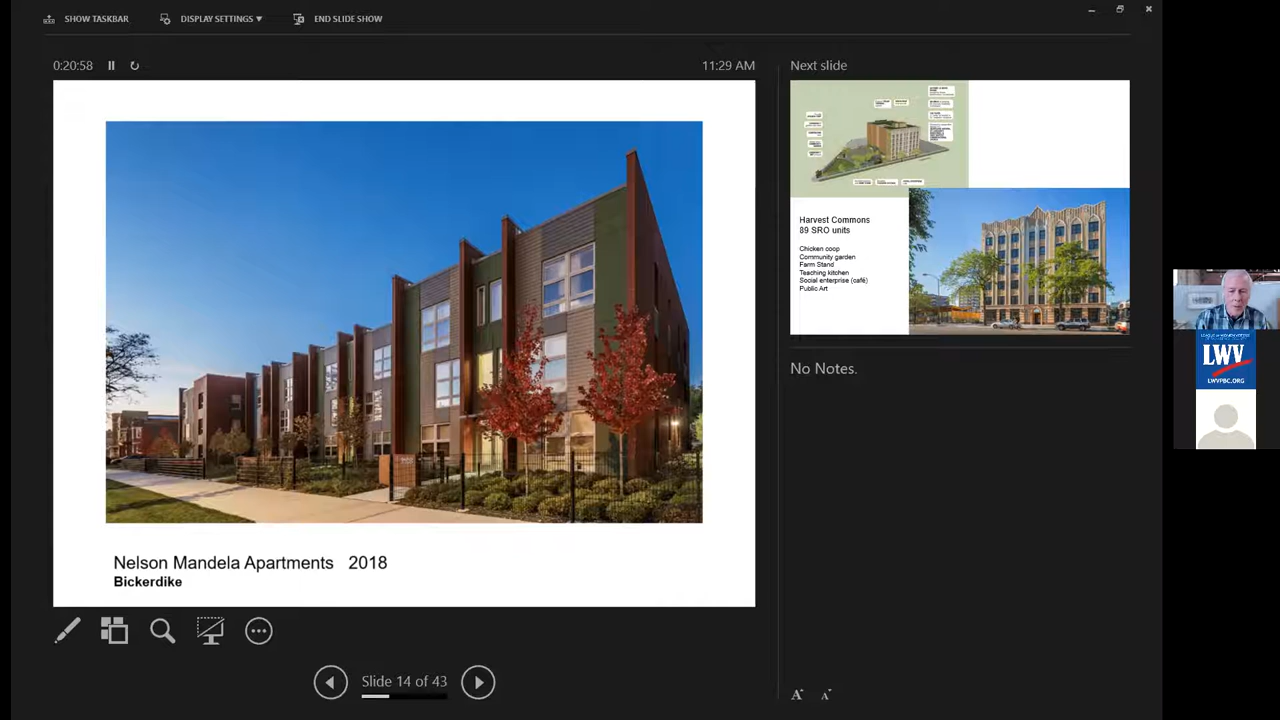 SHOW TASKBAR
DISPLAY SETTINGS ▼
END SLIDE SHOW
0:20:58
11:29 AM
Nelson Mandela Apartments 2018
Bickerdike
Slide 14 of 43
Next slide
Harvest Commons
89 SRO units
Chicken coop
Community garden
Farm Stand
Teaching kitchen
Social enterprise (café)
Public Art
No Notes.
A
A
LWV
LWVPBC.ORG